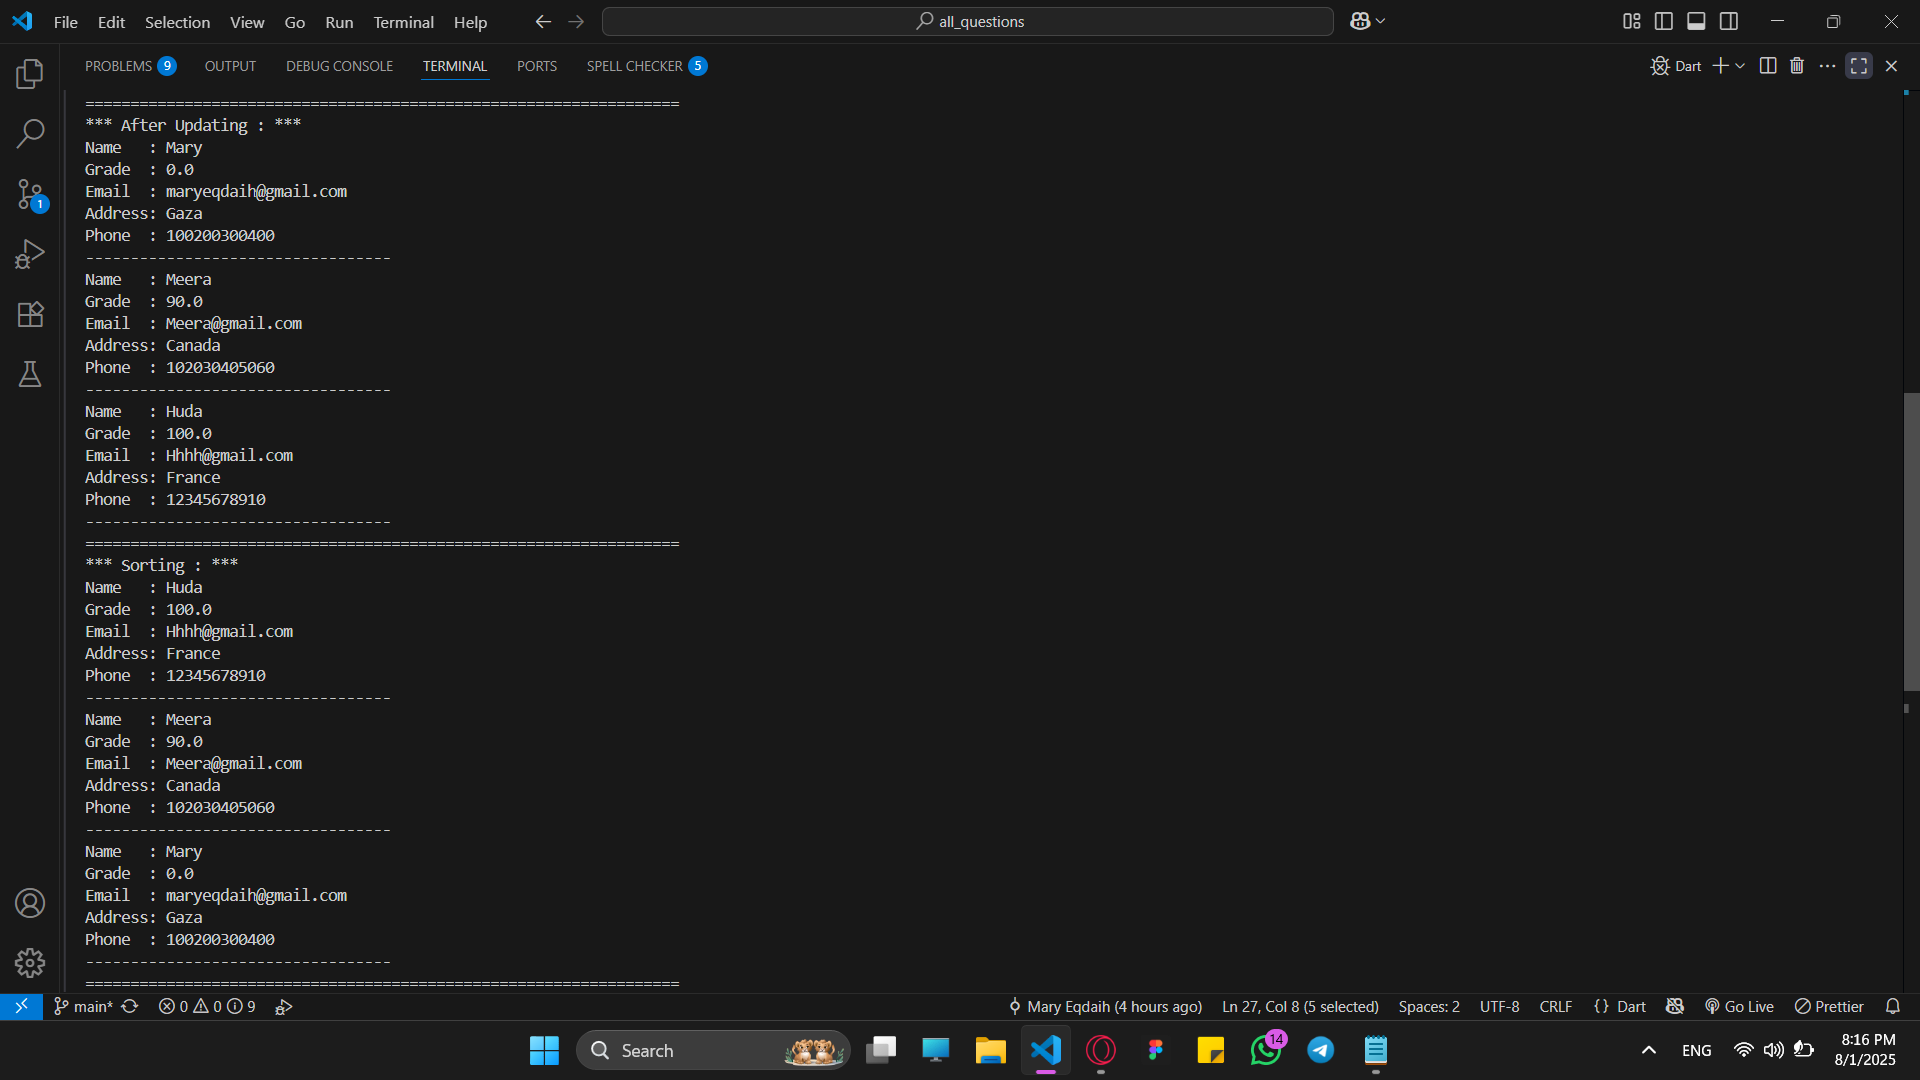 File Edit Selection View Go Run Terminal Help
all_questions
PROBLEMS 9 OUTPUT DEBUG CONSOLE TERMINAL PORTS SPELL CHECKER 5
Dart
1
==================================================================
*** After Updating : ***
Name   : Mary
Grade  : 0.0
Email  : maryeqdaih@gmail.com
Address: Gaza
Phone  : 100200300400
----------------------------------
Name   : Meera
Grade  : 90.0
Email  : Meera@gmail.com
Address: Canada
Phone  : 102030405060
----------------------------------
Name   : Huda
Grade  : 100.0
Email  : Hhhh@gmail.com
Address: France
Phone  : 12345678910
----------------------------------
==================================================================
*** Sorting : ***
Name   : Huda
Grade  : 100.0
Email  : Hhhh@gmail.com
Address: France
Phone  : 12345678910
----------------------------------
Name   : Meera
Grade  : 90.0
Email  : Meera@gmail.com
Address: Canada
Phone  : 102030405060
----------------------------------
Name   : Mary
Grade  : 0.0
Email  : maryeqdaih@gmail.com
Address: Gaza
Phone  : 100200300400
----------------------------------
==================================================================
main* 0 0 9 Mary Eqdaih (4 hours ago) Ln 27, Col 8 (5 selected) Spaces: 2 UTF-8 CRLF {} Dart Go Live Prettier
Search 14 ENG 8:16 PM
8/1/2025